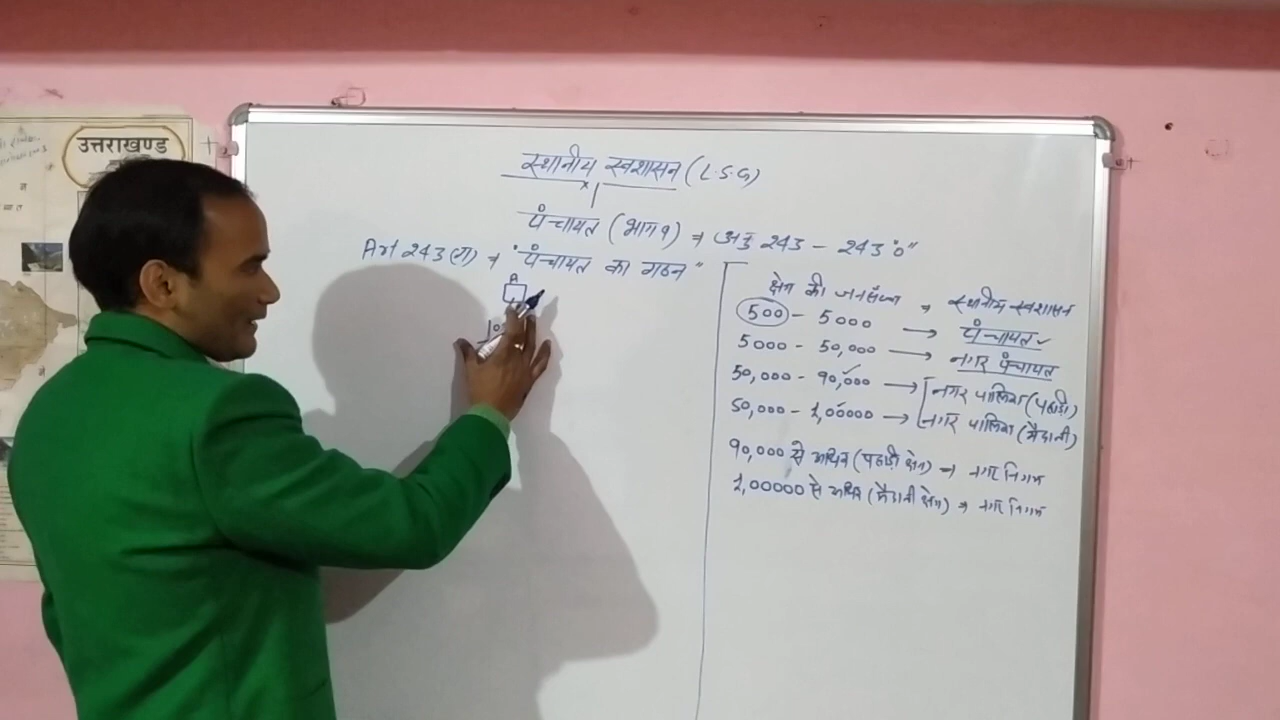 उत्तराखण्ड
स्थानीय स्वशासन (L.S.G)
पंचायत (भाग 9) → अनु 243 - 243 "o"
Art 243 (ग) → "पंचायत का गठन"
A
क्षेत्र की जनसंख्या → स्थानीय स्वशासन
500 - 5000 → पंचायत ✓
5000 - 50,000 → नगर पंचायत
50,000 - 90,000 → नगर पालिका (पहाड़ी)
50,000 - 1,00000 → नगर पालिका (मैदानी)
90,000 से अधिक (पहाड़ी क्षेत्र) → नगर निगम
1,00000 से अधिक (मैदानी क्षेत्र) → नगर निगम